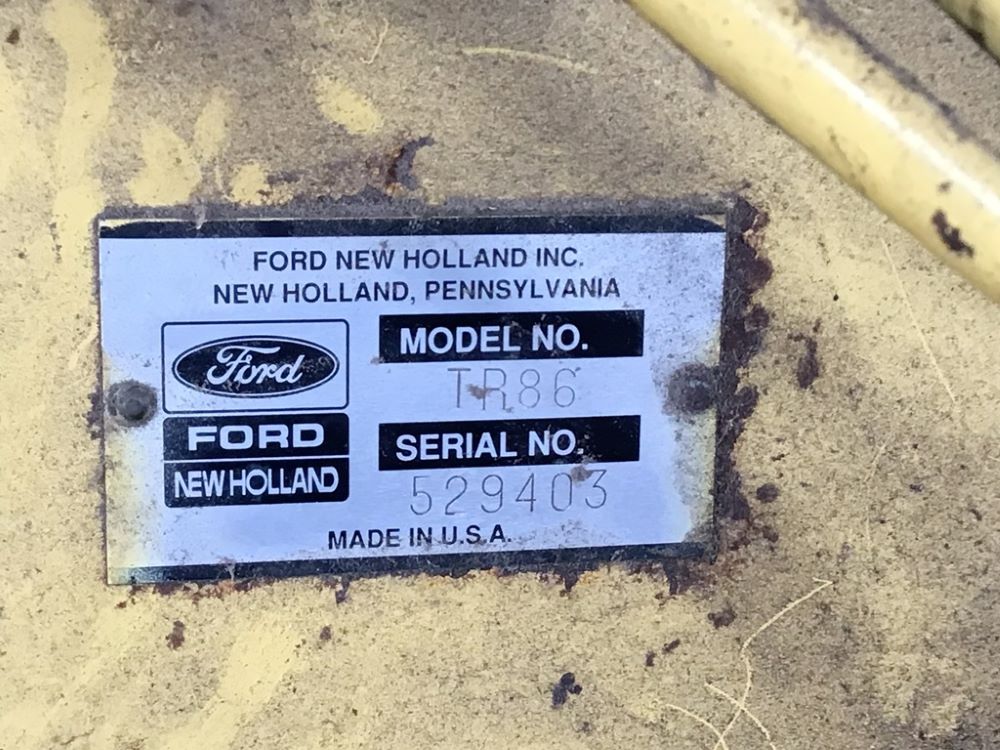 FORD NEW HOLLAND INC.
NEW HOLLAND, PENNSYLVANIA
Ford
FORD
NEW HOLLAND
MODEL NO.
TR86
SERIAL NO.
529403
MADE IN U.S.A.